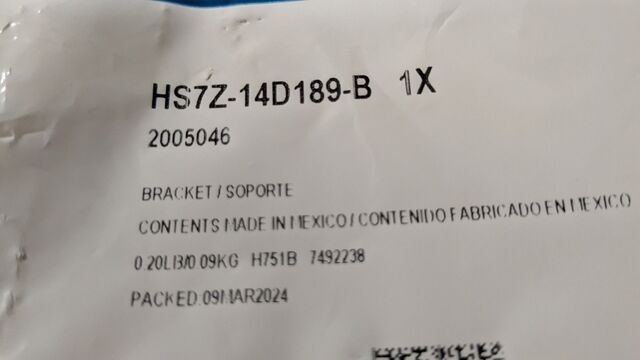 HS7Z-14D189-B 1X
2005046
BRACKET / SOPORTE
CONTENTS MADE IN MEXICO / CONTENIDO FABRICADO EN MEXICO
0.20LB/0.09KG H751B 7492238
PACKED:09MAR2024